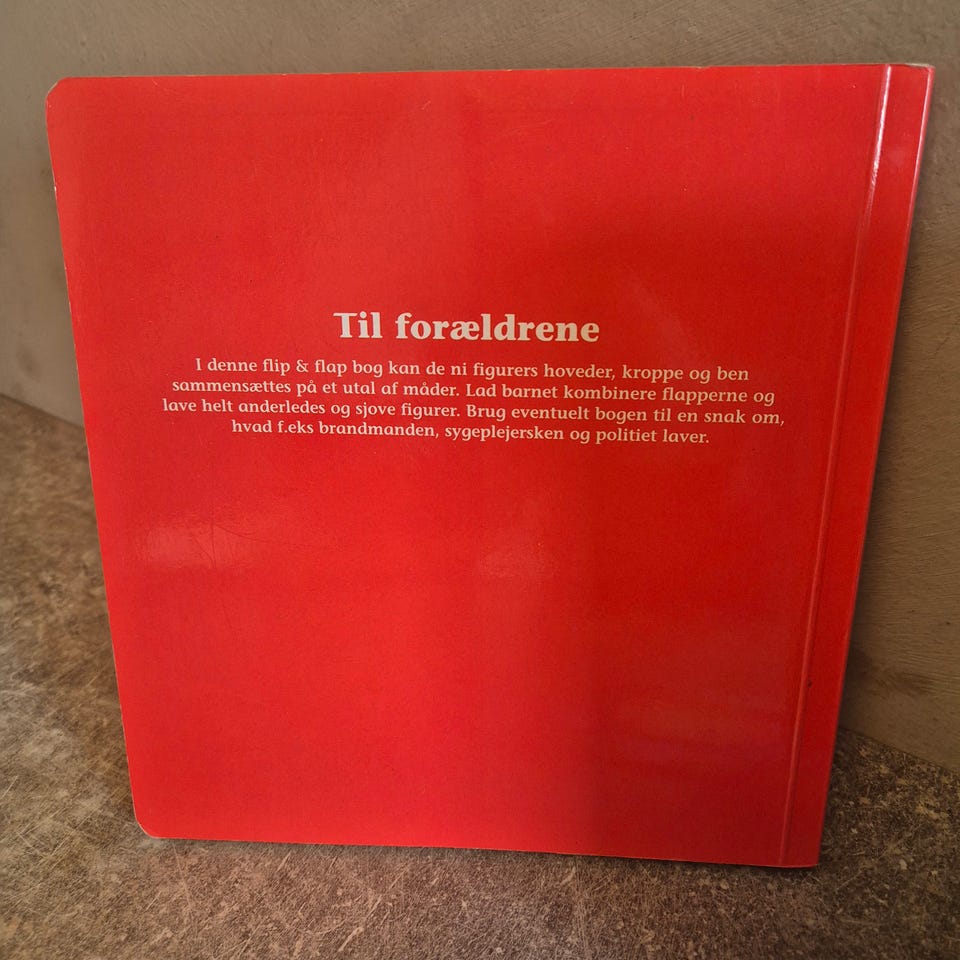 Til forældrene
I denne flip & flap bog kan de ni figurers hoveder, kroppe og ben
sammensættes på et utal af måder. Lad barnet kombinere flapperne og
lave helt anderledes og sjove figurer. Brug eventuelt bogen til en snak om,
hvad f.eks brandmanden, sygeplejersken og politiet laver.